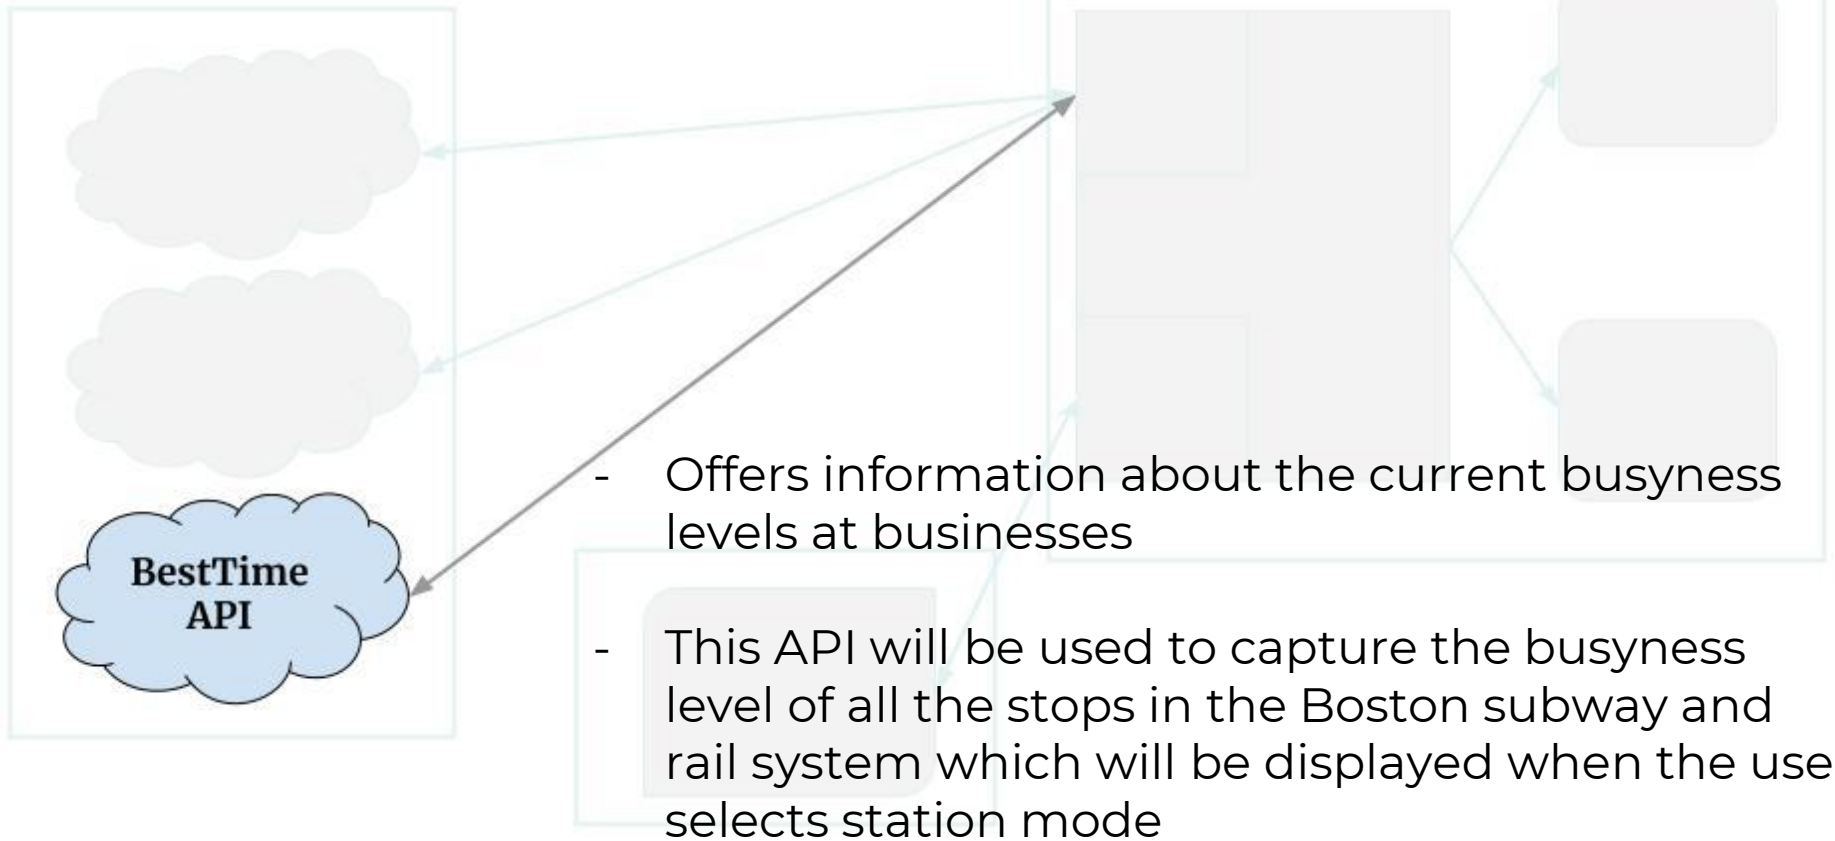 BestTime
API
- Offers information about the current busyness
levels at businesses
- This API will be used to capture the busyness
level of all the stops in the Boston subway and
rail system which will be displayed when the use
selects station mode